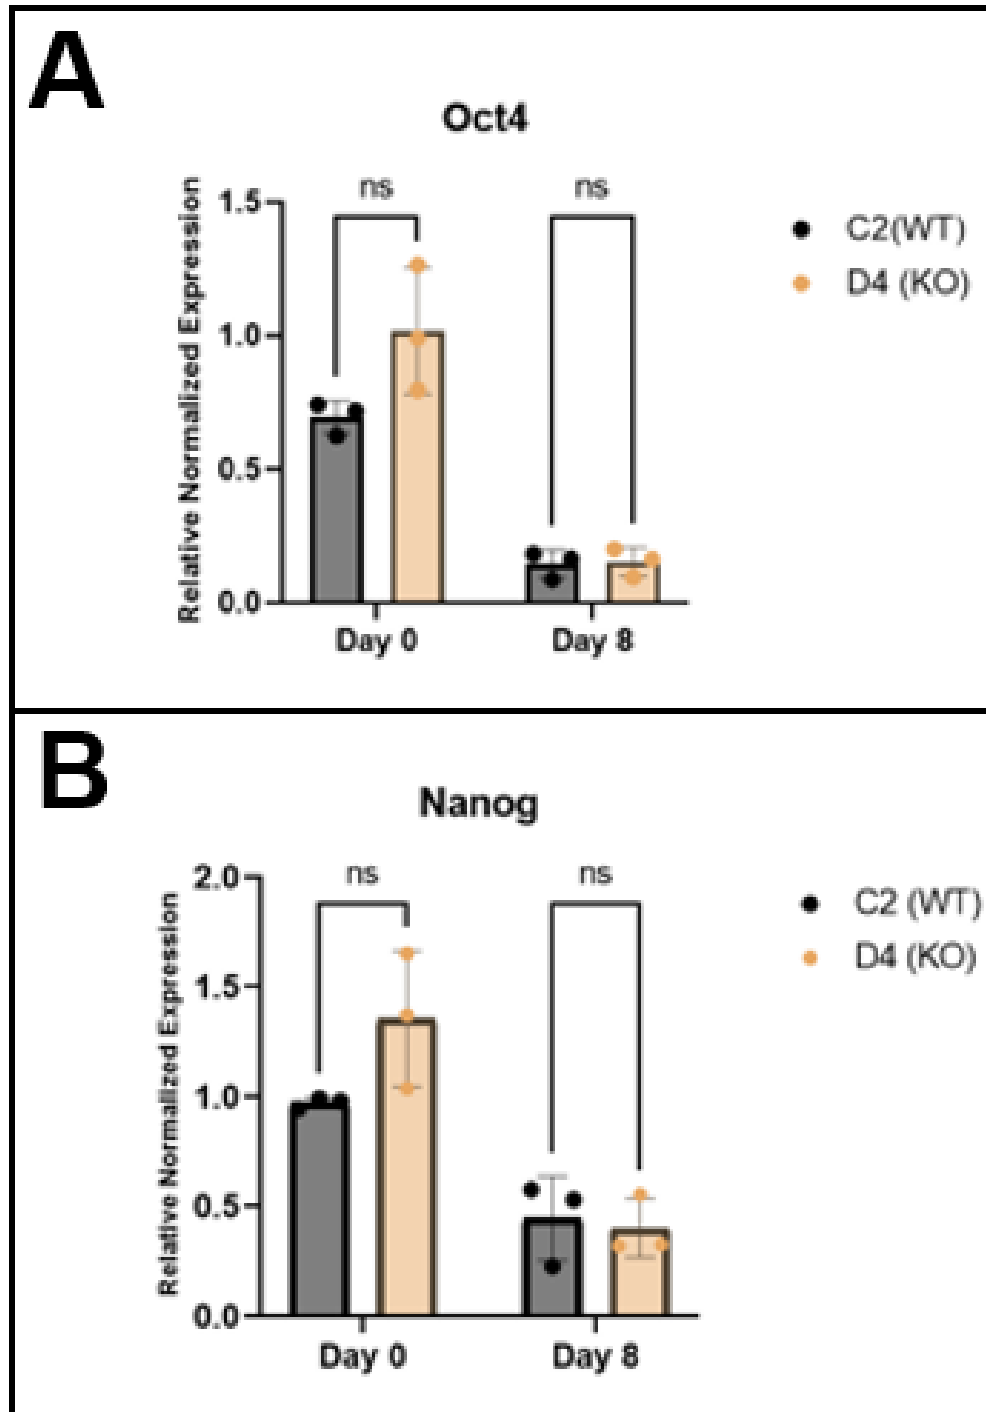 A
Oct4
Relative Normalized Expression
1.5
1.0
0.5
0.0
ns
ns
Day 0
Day 8
C2(WT)
D4 (KO)
B
Nanog
Relative Normalized Expression
2.0
1.5
1.0
0.5
0.0
ns
ns
Day 0
Day 8
C2 (WT)
D4 (KO)